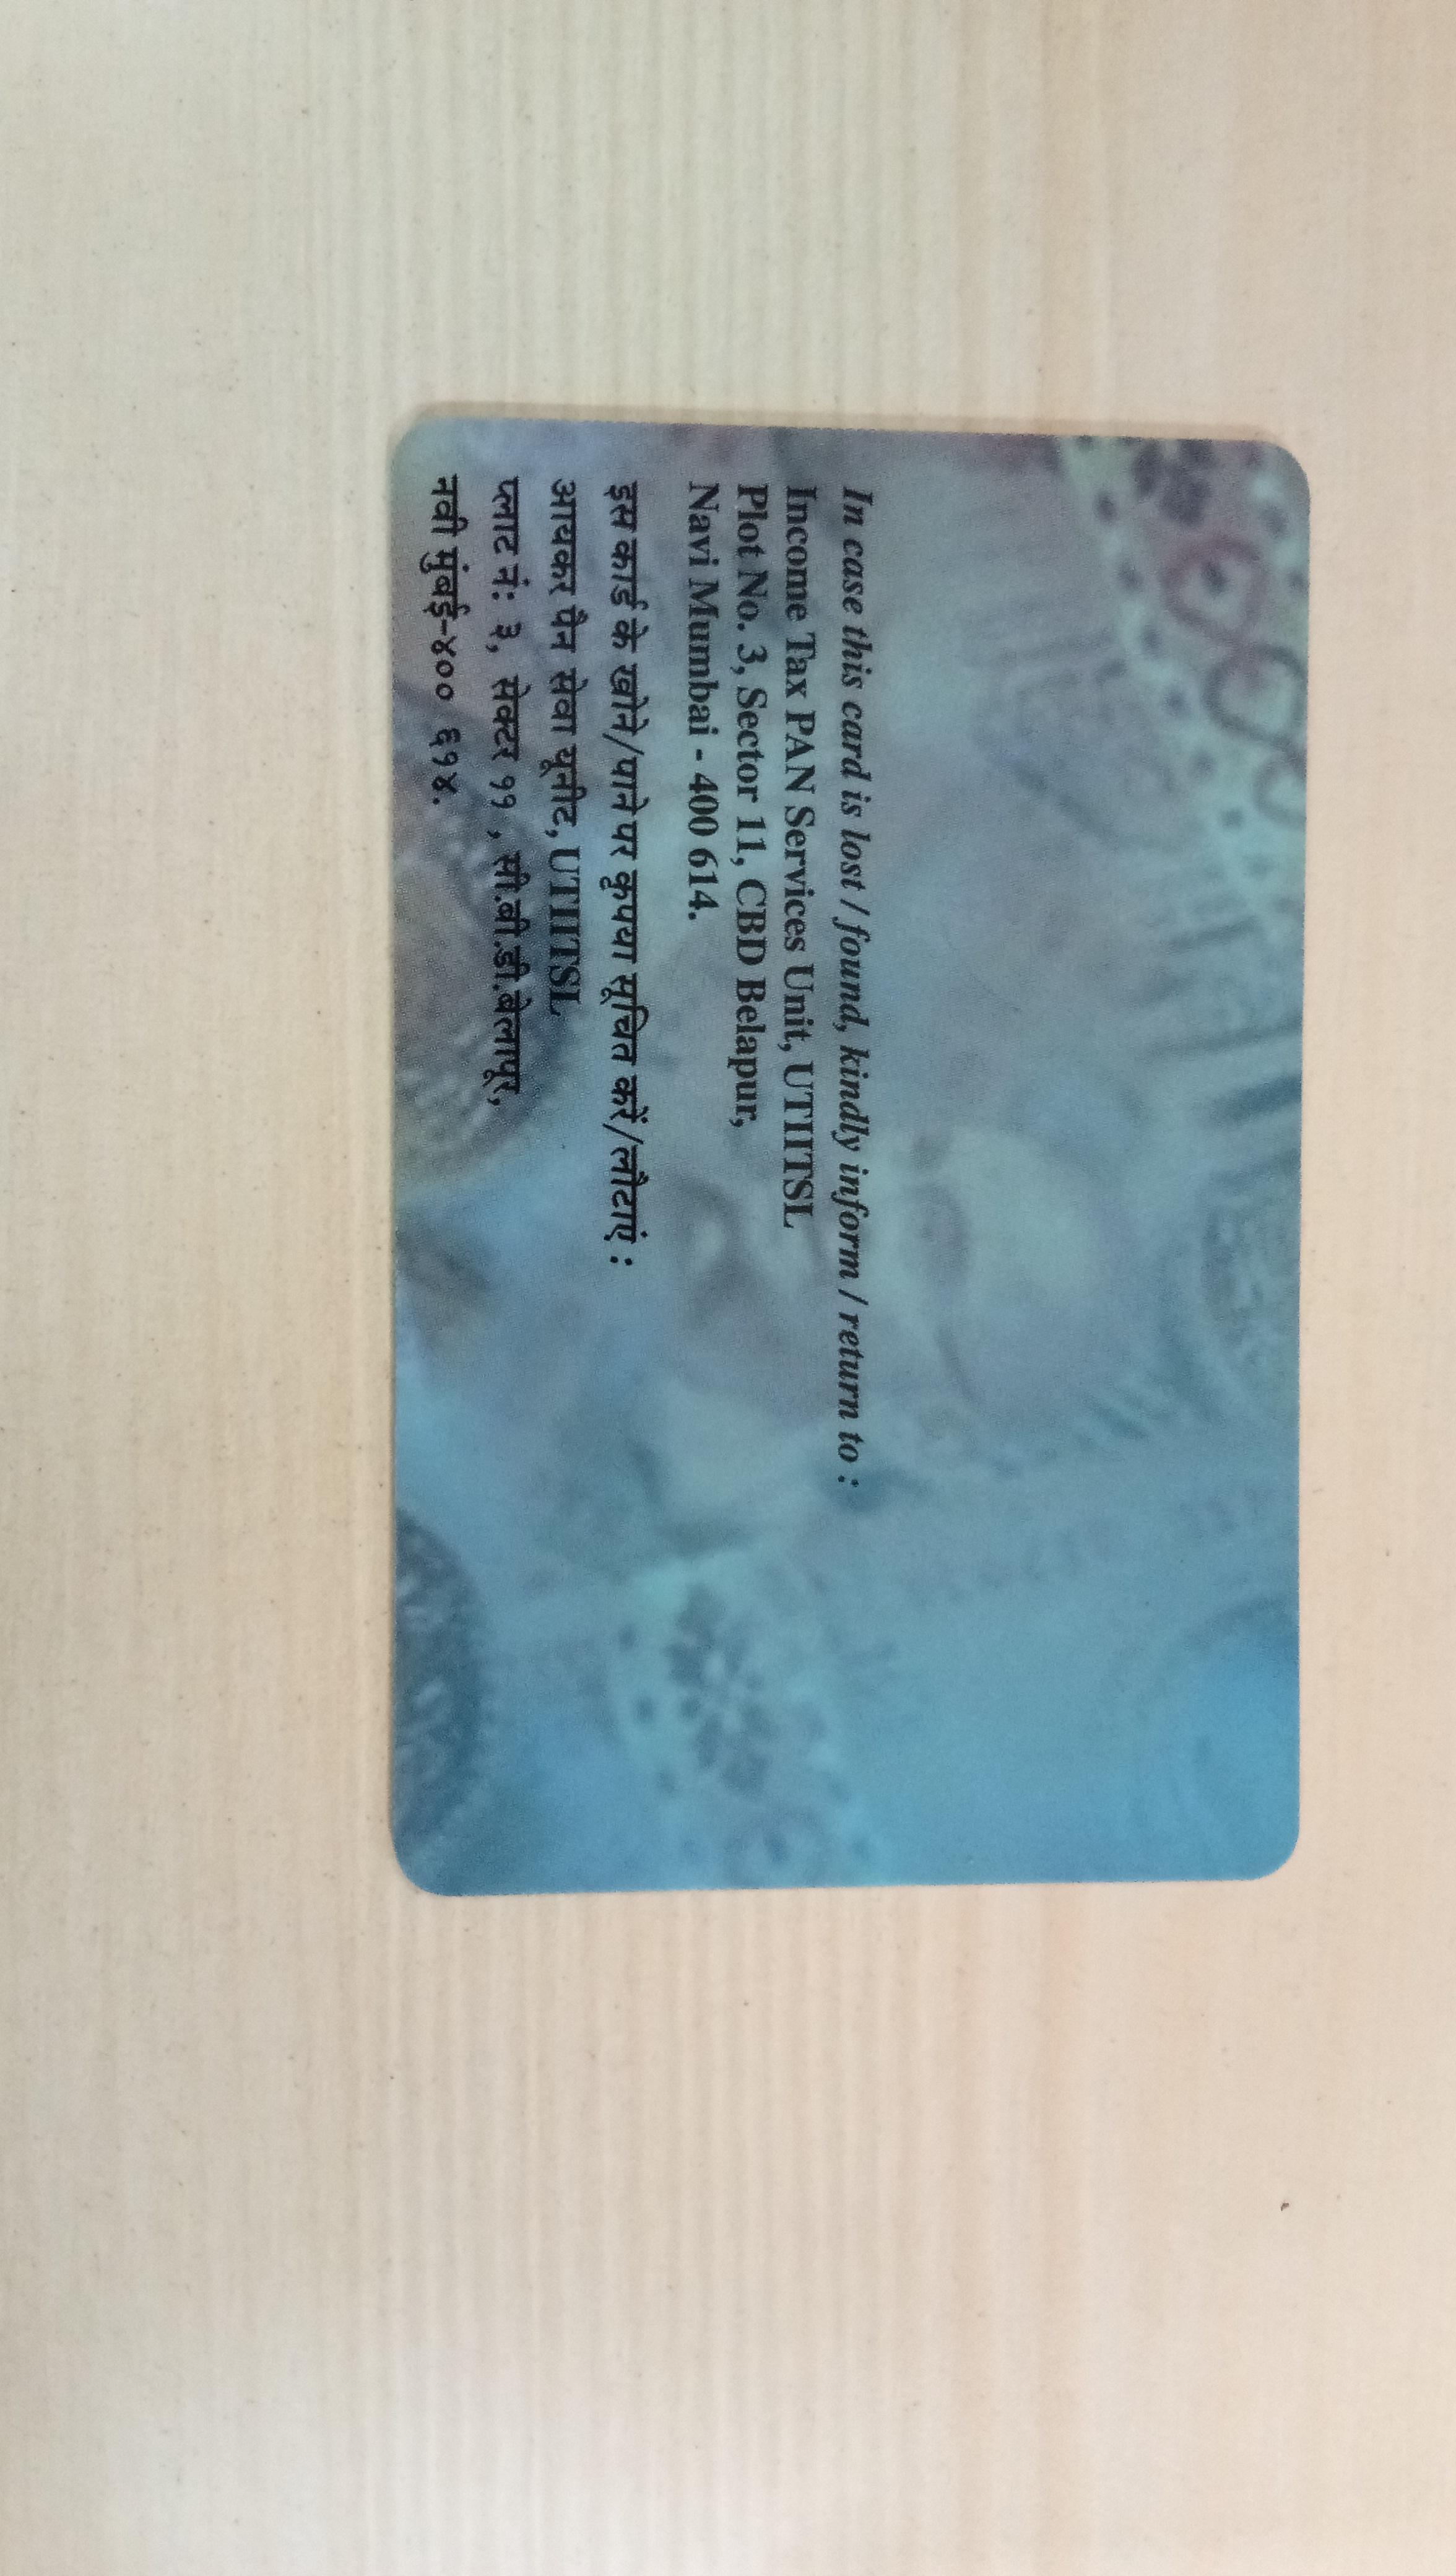 In case this card is lost / found, kindly inform / return to :
Income Tax PAN Services Unit, UTIITSL
Plot No. 3, Sector 11, CBD Belapur,
Navi Mumbai - 400 614.
इस कार्ड के खोने/पाने पर कृपया सूचित करें/लौटाएं :
आयकर पैन सेवा यूनीट, UTIITSL
प्लाट नं: ३, सेक्टर ११ , सी.बी.डी.बेलापूर,
नवी मुंबई-४०० ६१४.